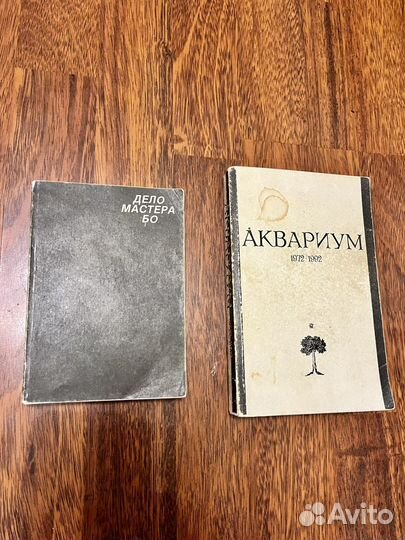 ДЕЛО
МАСТЕРА
БО
АКВАРИУМ
1972-1992
Avito